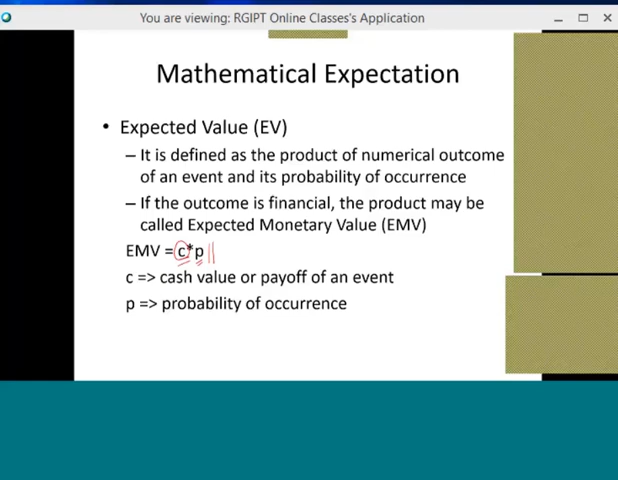 You are viewing: RGIPT Online Classes's Application
Mathematical Expectation
• Expected Value (EV)
– It is defined as the product of numerical outcome
of an event and its probability of occurrence
– If the outcome is financial, the product may be
called Expected Monetary Value (EMV)
EMV = c*p
c => cash value or payoff of an event
p => probability of occurrence